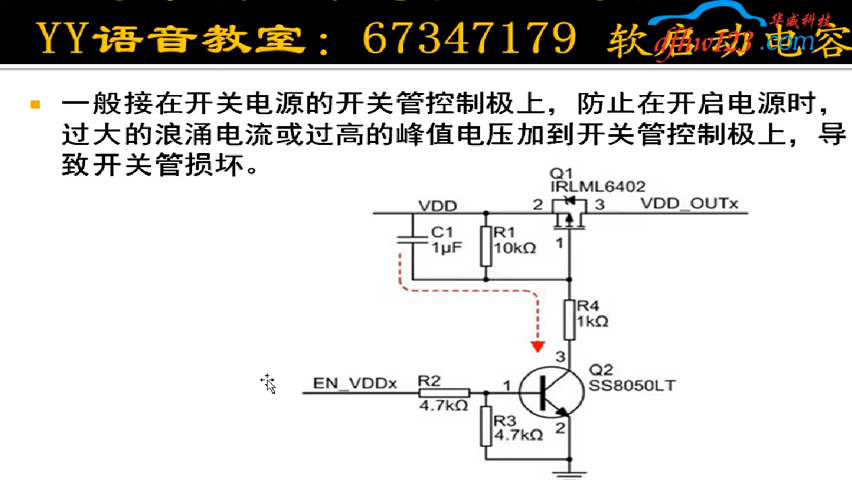 YY语音教室：67347179 软启动电容
华威科技
djhw123.com
一般接在开关电源的开关管控制极上，防止在开启电源时，
过大的浪涌电流或过高的峰值电压加到开关管控制极上，导
致开关管损坏。
Q1
IRLML6402
VDD 2 3 VDD_OUTx
C1 R1 1
1μF 10kΩ
R4
1kΩ
3 Q2
EN_VDDx R2 1 SS8050LT
4.7kΩ
R3 2
4.7kΩ